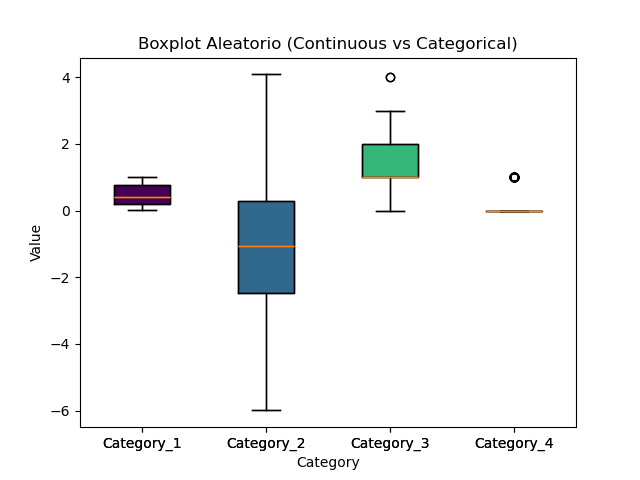 Boxplot Aleatorio (Continuous vs Categorical)
4
2
0
−2
−4
−6
Value
Category_1 Category_2 Category_3 Category_4
Category